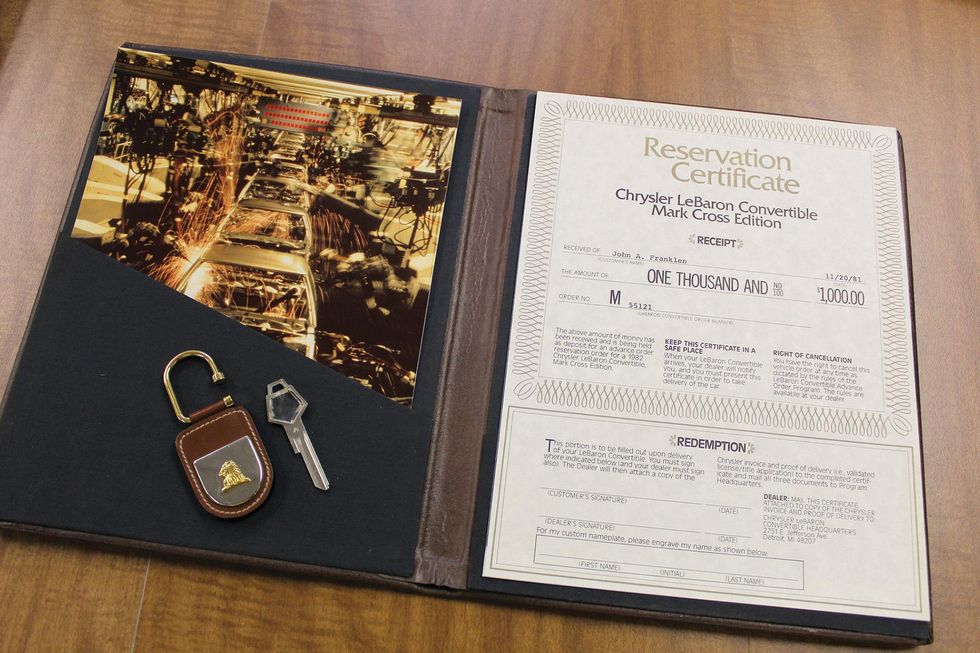 Reservation
Certificate
Chrysler LeBaron Convertible
Mark Cross Edition
RECEIPT
RECEIVED OF John A. Franklen 11/20/81
(CUSTOMER'S NAME)
THE AMOUNT OF ONE THOUSAND AND NO/100 $1,000.00
ORDER NO. M 55121
(LEBARON CONVERTIBLE ORDER NUMBER)
The above amount of money has
been received and is being held
as deposit for an advance order
reservation order for a 1982
Chrysler LeBaron Convertible,
Mark Cross Edition.
KEEP THIS CERTIFICATE IN A
SAFE PLACE
When your LeBaron Convertible
arrives, your dealer will notify
you, and you must present this
certificate in order to take
delivery of the car.
RIGHT OF CANCELLATION
You have the right to cancel this
vehicle order at any time as
dictated by the rules of the
LeBaron Convertible Advance
Order Program. The rules are
available at your dealer.
REDEMPTION
This portion is to be filled out upon delivery
of your LeBaron Convertible. You must sign
where indicated below (and your dealer must sign
also). The Dealer will then attach a copy of the
Chrysler invoice and proof of delivery (i.e. validated
license/title application) to the completed certif-
icate and mail all three documents to Program
Headquarters.
(CUSTOMER'S SIGNATURE) (DATE)
(DEALER'S SIGNATURE) (DATE)
DEALER: MAIL THIS CERTIFICATE
ATTACHED TO COPY OF THE CHRYSLER
INVOICE AND PROOF OF DELIVERY TO
CHRYSLER LeBARON
CONVERTIBLE HEADQUARTERS
2751 E. Jefferson Ave.
Detroit, MI 48207
For my custom nameplate, please engrave my name as shown below:
(FIRST NAME) (INITIAL) (LAST NAME)